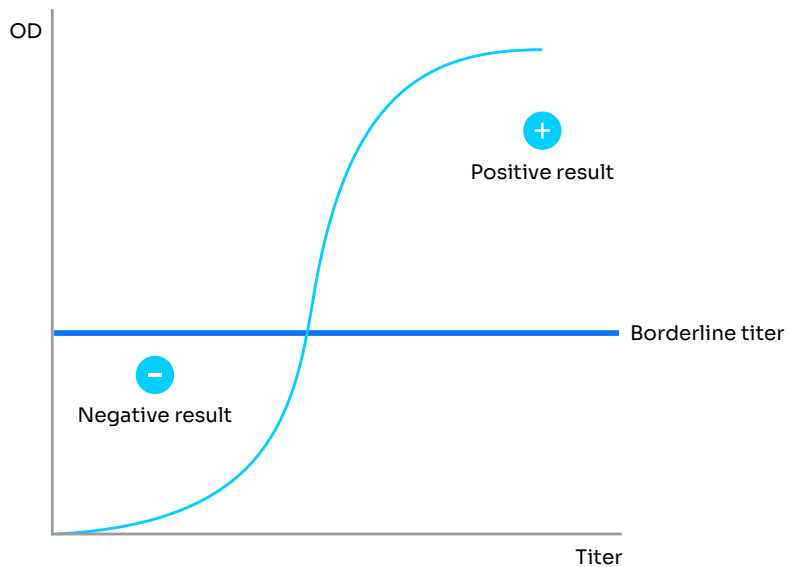 OD
+
Positive result
Borderline titer
−
Negative result
Titer